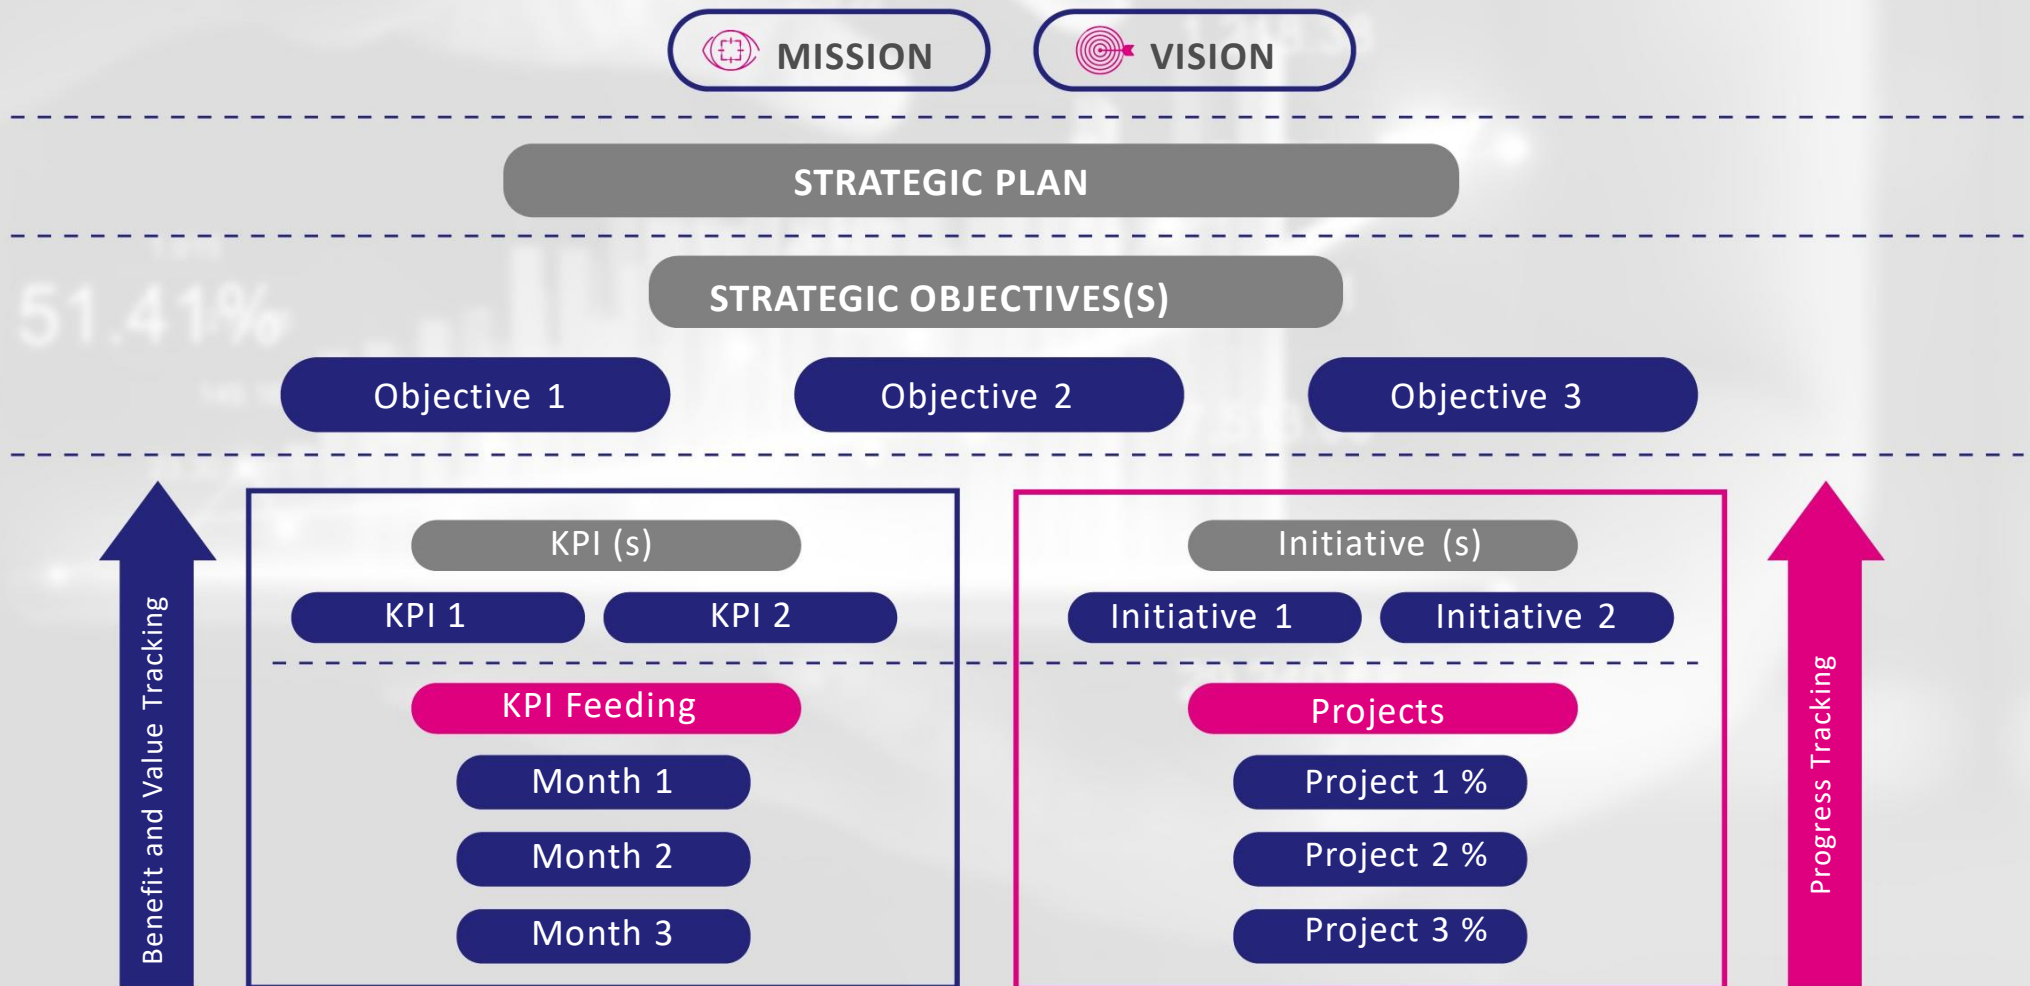 MISSION
VISION
STRATEGIC PLAN
STRATEGIC OBJECTIVES(S)
51.41%
Objective 1
Objective 2
Objective 3
KPI (s)
Initiative (s)
KPI 1
KPI 2
Initiative 1
Initiative 2
KPI Feeding
Projects
Month 1
Project 1 %
Month 2
Project 2 %
Month 3
Project 3 %
Benefit and Value Tracking
Progress Tracking